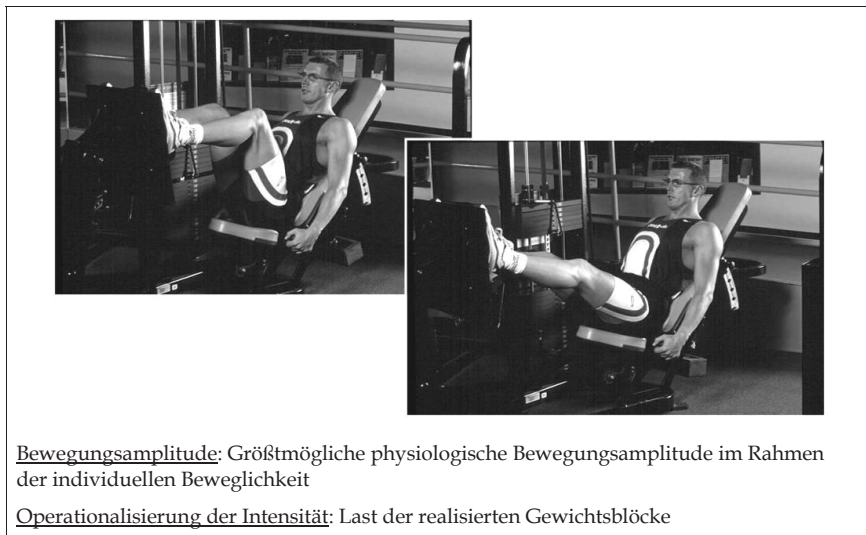 Bewegungsamplitude: Größtmögliche physiologische Bewegungsamplitude im Rahmen
der individuellen Beweglichkeit
Operationalisierung der Intensität: Last der realisierten Gewichtsblöcke